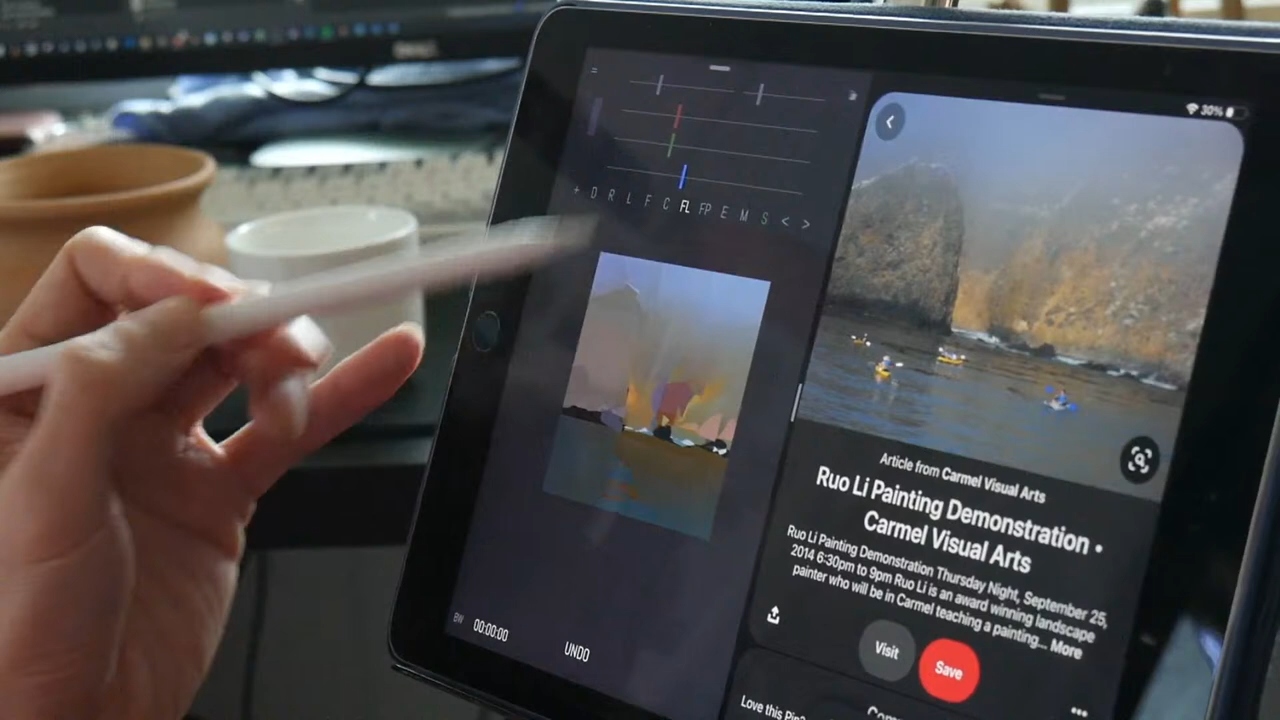 DELL
30%
+ D R L F C FL FP E M S < >
Article from Carmel Visual Arts
Ruo Li Painting Demonstration •
Carmel Visual Arts
Ruo Li Painting Demonstration Thursday Night, September 25,
2014 6:30pm to 9pm Ruo Li is an award winning landscape
painter who will be in Carmel teaching a painting... More
Visit
Save
BW
00:00:00
UNDO
Love this Pin?